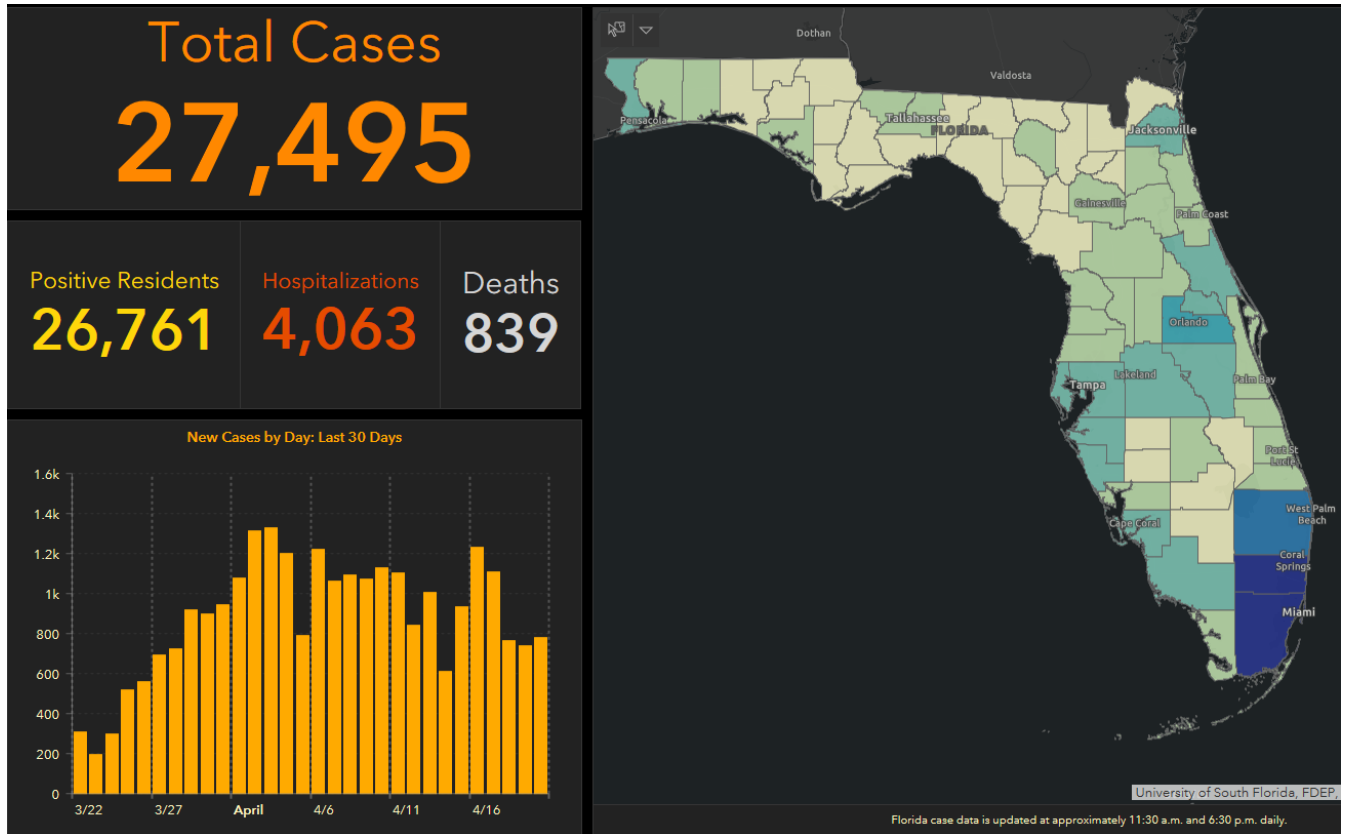 Total Cases
27,495
Positive Residents
26,761
Hospitalizations
4,063
Deaths
839
New Cases by Day: Last 30 Days
1.6k
1.4k
1.2k
1k
800
600
400
200
0
3/22
3/27
April
4/6
4/11
4/16
Dothan
Valdosta
Pensacola
Tallahassee
FLORIDA
Jacksonville
Gainesville
Palm Coast
Orlando
Lakeland
Tampa
Palm Bay
Port St
Lucie
Cape Coral
West Palm
Beach
Coral
Springs
Miami
University of South Florida, FDEP,
Florida case data is updated at approximately 11:30 a.m. and 6:30 p.m. daily.